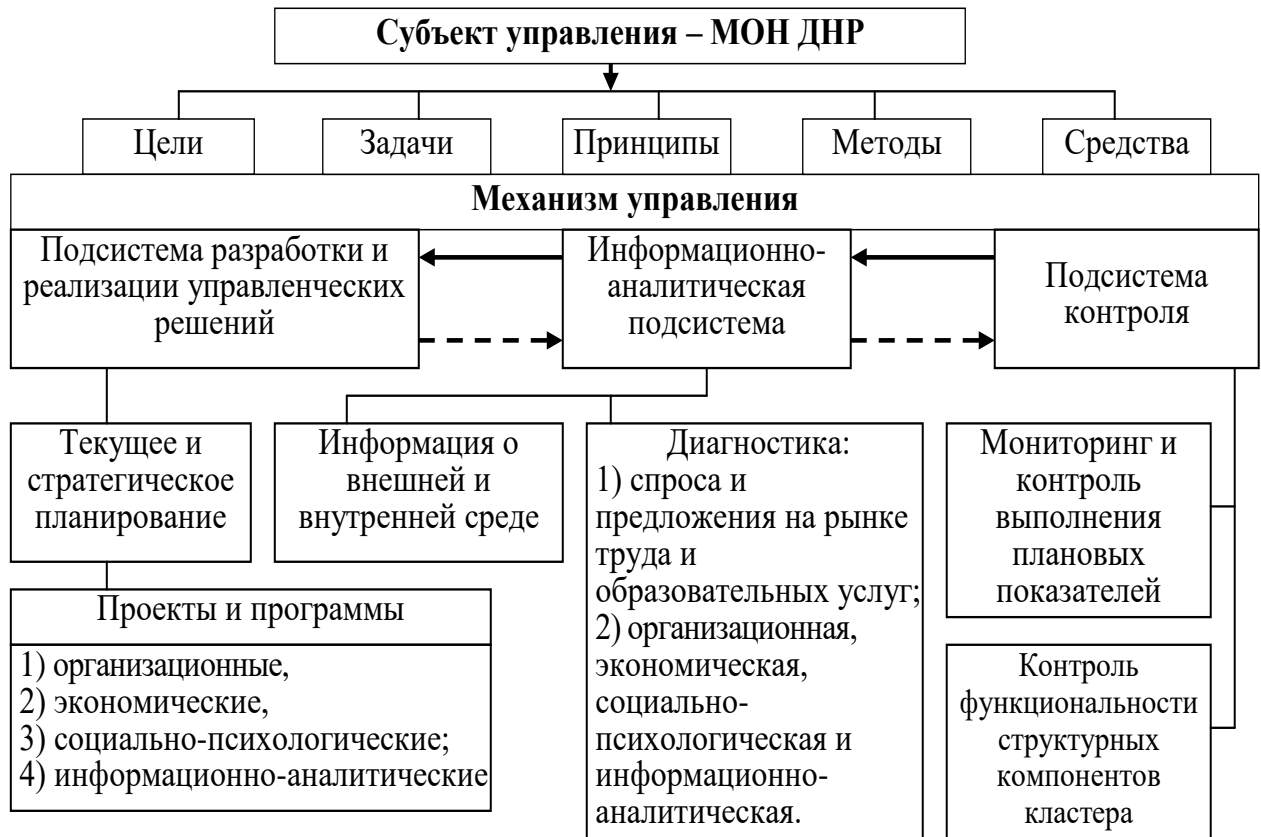 Субъект управления – МОН ДНР
Цели
Задачи
Принципы
Методы
Средства
Механизм управления
Подсистема разработки и
реализации управленческих
решений
Информационно-
аналитическая
подсистема
Подсистема
контроля
Текущее и
стратегическое
планирование
Проекты и программы
1) организационные,
2) экономические,
3) социально-психологические;
4) информационно-аналитические
Информация о
внешней и
внутренней среде
Диагностика:
1) спроса и
предложения на рынке
труда и
образовательных услуг;
2) организационная,
экономическая,
социально-
психологическая и
информационно-
аналитическая.
Мониторинг и
контроль
выполнения
плановых
показателей
Контроль
функциональности
структурных
компонентов
кластера